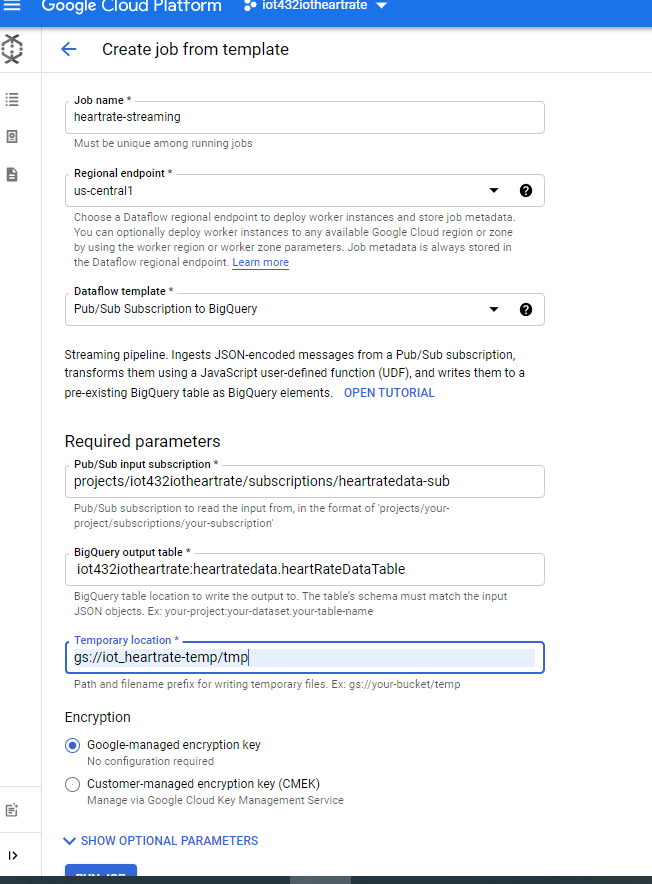 Google Cloud Platform
iot432iotheartrate
Create job from template
Job name *
heartrate-streaming
Must be unique among running jobs
Regional endpoint *
us-central1
Choose a Dataflow regional endpoint to deploy worker instances and store job metadata.
You can optionally deploy worker instances to any available Google Cloud region or zone
by using the worker region or worker zone parameters. Job metadata is always stored in
the Dataflow regional endpoint. Learn more
Dataflow template *
Pub/Sub Subscription to BigQuery
Streaming pipeline. Ingests JSON-encoded messages from a Pub/Sub subscription,
transforms them using a JavaScript user-defined function (UDF), and writes them to a
pre-existing BigQuery table as BigQuery elements. OPEN TUTORIAL
Required parameters
Pub/Sub input subscription *
projects/iot432iotheartrate/subscriptions/heartratedata-sub
Pub/Sub subscription to read the input from, in the format of 'projects/your-
project/subscriptions/your-subscription'
BigQuery output table *
iot432iotheartrate:heartratedata.heartRateDataTable
BigQuery table location to write the output to. The table's schema must match the input
JSON objects. Ex: your-project:your-dataset.your-table-name
Temporary location *
gs://iot_heartrate-temp/tmp
Path and filename prefix for writing temporary files. Ex: gs://your-bucket/temp
Encryption
Google-managed encryption key
No configuration required
Customer-managed encryption key (CMEK)
Manage via Google Cloud Key Management Service
SHOW OPTIONAL PARAMETERS
RUN JOB